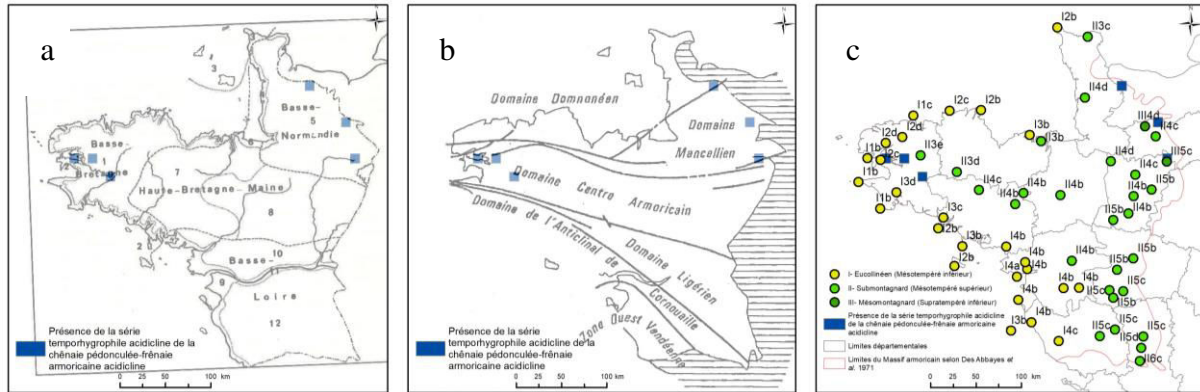 a
N
3
4
5
Basse-
Normandie
6
Basse-
1
Bretagne
7
Haute-Bretagne-Maine
8
2
10
Basse-
11
9
Loire
12
Présence de la série
temporhygrophile acidicline de la
chênaie pédonculée-frênaie
armoricaine acidicline
0 50 100
km
b
N
Domaine Domnonéen
Domaine
Mancellien
Domaine Centro Armoricain
Domaine de l'Anticlinal de
Cornouaille
Domaine Ligérien
Zone Ouest Vendéenne
Présence de la série
temporhygrophile acidicline de la
chênaie pédonculée-frênaie
armoricaine acidicline
0 50 100
km
c
N
I2b
II3c
II4d
III4d
II4c
I1c I2c I2b
I2d
I2d
I3b
II3b
I1b I2c
II3e
II4d
III5c
II3d
II4c
I1b
I3d
II4c
II4b
II4b
II4b
II5b
I1b
II4b
II4b
II5b
I3c
I2b
I3b
I4b
I2b
I4b
I4a I4b
II4b
II5b
II5b
I4b
I4b
I4b
II5c
II5c
II5b
I3b
I4b
I4c
II5c
II5c
II5c
II5d
II6c
I- Eucollinéen (Mésotempéré inférieur)
II- Submontagnard (Mésotempéré supérieur)
III- Mésomontagnard (Supratempéré inférieur)
Présence de la série temporhygrophile acidicline de
la chênaie pédonculée-frênaie armoricaine
acidicline
Limites départementales
Limites du Massif armoricain selon Des Abbayes et
al. 1971
0 50 100
km